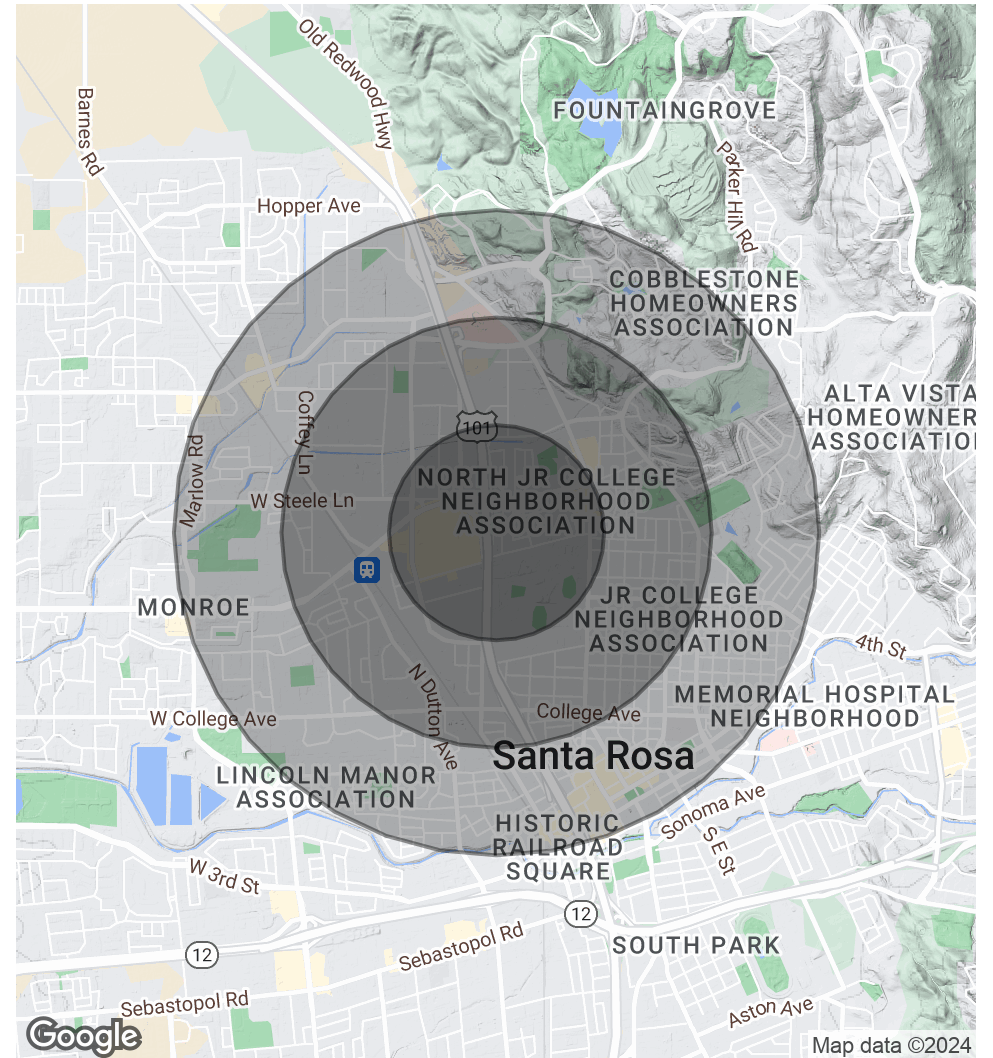 Old Redwood Hwy
Barnes Rd
FOUNTAINGROVE
Parker Hill Rd
Hopper Ave
COBBLESTONE
HOMEOWNERS
ASSOCIATION
Coffey Ln
ALTA VISTA
HOMEOWNER
ASSOCIATIO
101
Marlow Rd
NORTH JR COLLEGE
NEIGHBORHOOD
ASSOCIATION
W Steele Ln
MONROE
JR COLLEGE
NEIGHBORHOOD
ASSOCIATION
4th St
N Dutton Ave
MEMORIAL HOSPITAL
NEIGHBORHOOD
W College Ave
College Ave
Santa Rosa
LINCOLN MANOR
ASSOCIATION
Sonoma Ave
HISTORIC
RAILROAD
SQUARE
S E St
W 3rd St
12
12
Sebastopol Rd
SOUTH PARK
Sebastopol Rd
Aston Ave
Google
Map data ©2024